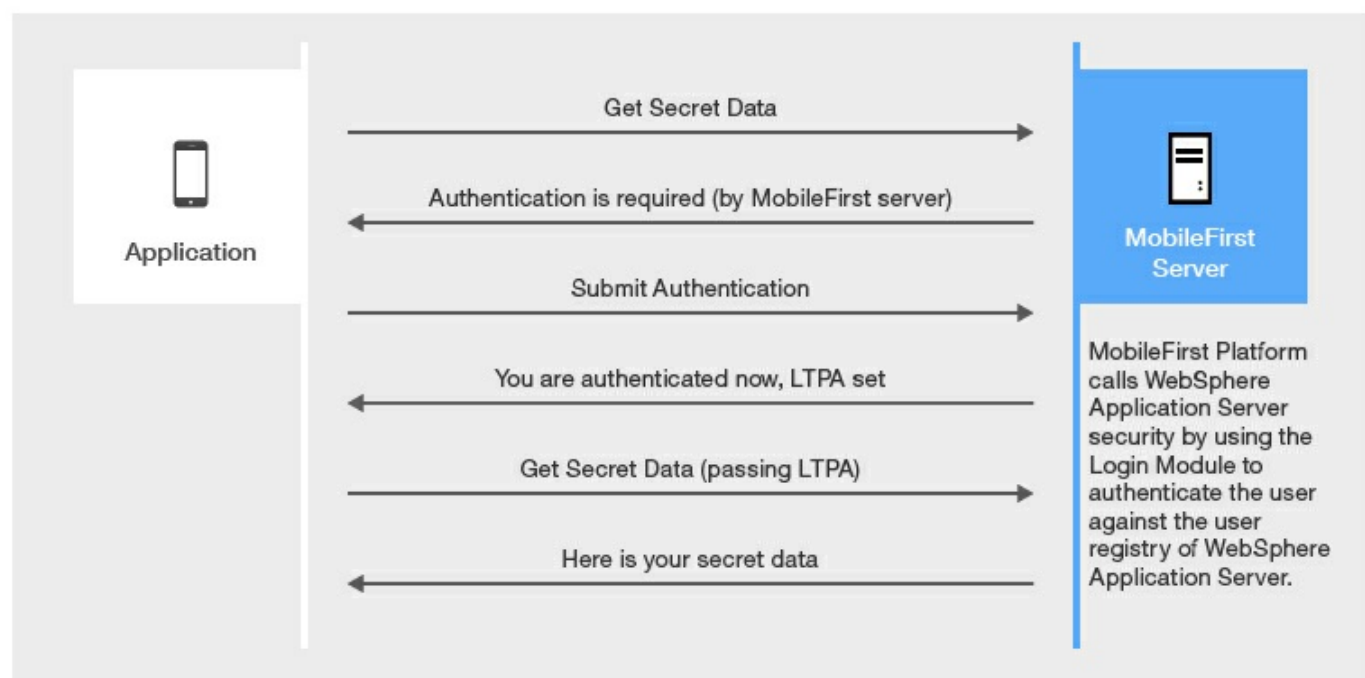 Get Secret Data
Authentication is required (by MobileFirst server)
Application
MobileFirst
Server
Submit Authentication
You are authenticated now, LTPA set
Get Secret Data (passing LTPA)
Here is your secret data
MobileFirst Platform
calls WebSphere
Application Server
security by using the
Login Module to
authenticate the user
against the user
registry of WebSphere
Application Server.